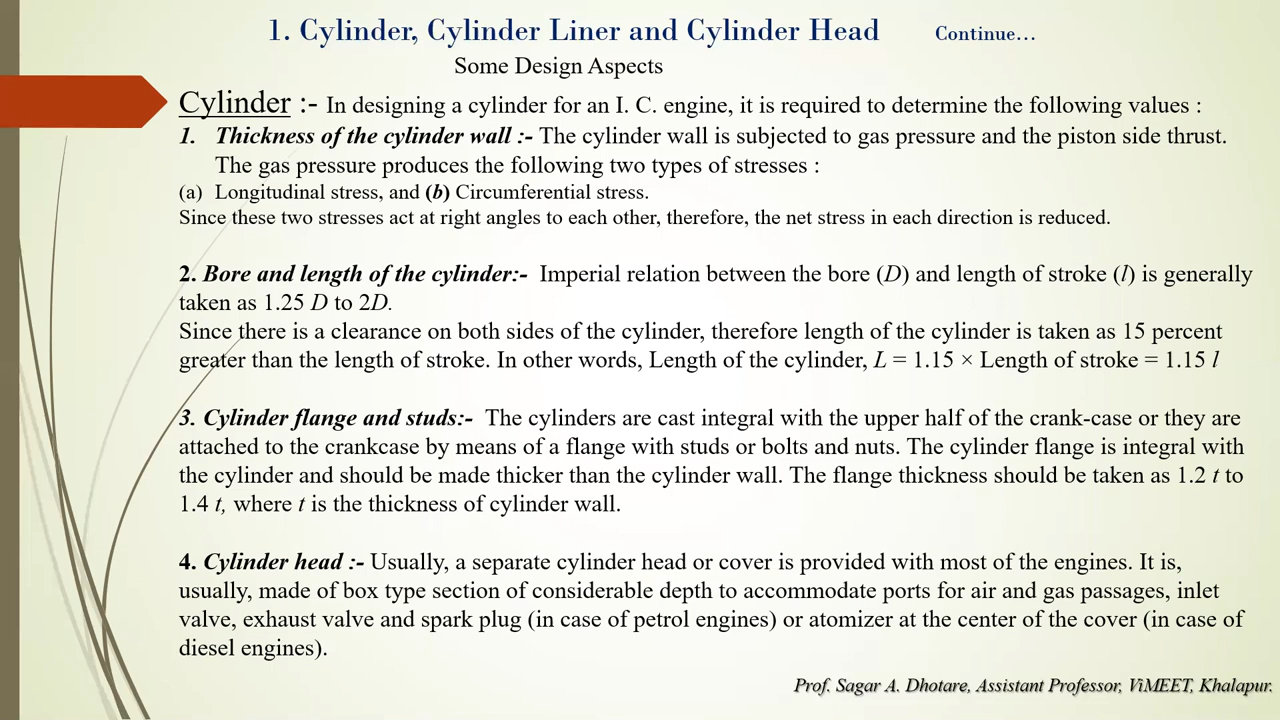 1. Cylinder, Cylinder Liner and Cylinder Head Continue…
Some Design Aspects
Cylinder :- In designing a cylinder for an I. C. engine, it is required to determine the following values :
1. Thickness of the cylinder wall :- The cylinder wall is subjected to gas pressure and the piston side thrust.
The gas pressure produces the following two types of stresses :
(a) Longitudinal stress, and (b) Circumferential stress.
Since these two stresses act at right angles to each other, therefore, the net stress in each direction is reduced.
2. Bore and length of the cylinder:- Imperial relation between the bore (D) and length of stroke (l) is generally
taken as 1.25 D to 2D.
Since there is a clearance on both sides of the cylinder, therefore length of the cylinder is taken as 15 percent
greater than the length of stroke. In other words, Length of the cylinder, L = 1.15 × Length of stroke = 1.15 l
3. Cylinder flange and studs:- The cylinders are cast integral with the upper half of the crank-case or they are
attached to the crankcase by means of a flange with studs or bolts and nuts. The cylinder flange is integral with
the cylinder and should be made thicker than the cylinder wall. The flange thickness should be taken as 1.2 t to
1.4 t, where t is the thickness of cylinder wall.
4. Cylinder head :- Usually, a separate cylinder head or cover is provided with most of the engines. It is,
usually, made of box type section of considerable depth to accommodate ports for air and gas passages, inlet
valve, exhaust valve and spark plug (in case of petrol engines) or atomizer at the center of the cover (in case of
diesel engines).
Prof. Sagar A. Dhotare, Assistant Professor, ViMEET, Khalapur.